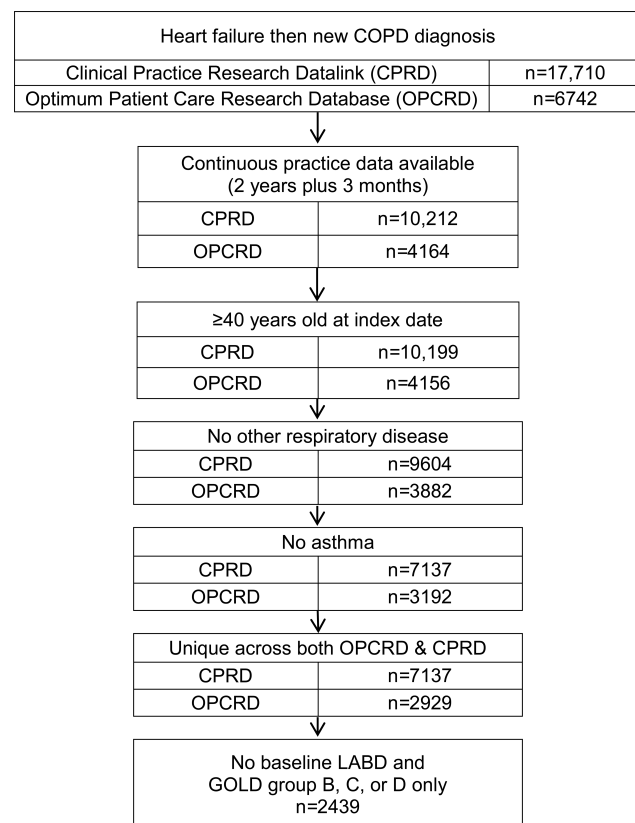 Heart failure then new COPD diagnosis
Clinical Practice Research Datalink (CPRD) n=17,710
Optimum Patient Care Research Database (OPCRD) n=6742
Continuous practice data available
(2 years plus 3 months)
CPRD n=10,212
OPCRD n=4164
≥40 years old at index date
CPRD n=10,199
OPCRD n=4156
No other respiratory disease
CPRD n=9604
OPCRD n=3882
No asthma
CPRD n=7137
OPCRD n=3192
Unique across both OPCRD & CPRD
CPRD n=7137
OPCRD n=2929
No baseline LABD and
GOLD group B, C, or D only
n=2439